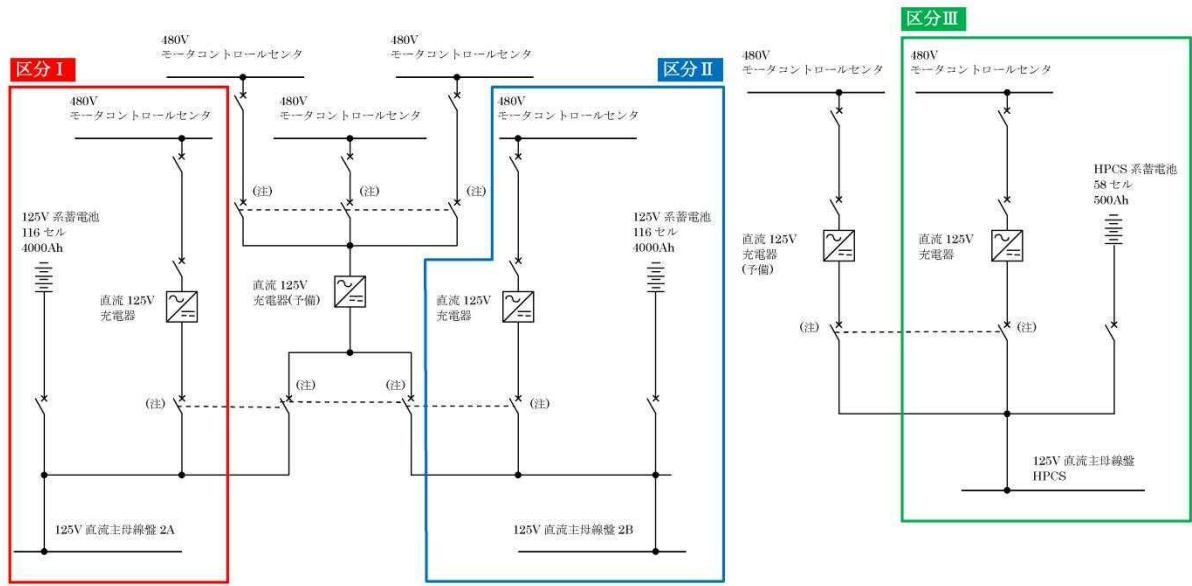 区分Ⅰ
480V
モータコントロールセンタ
480V
モータコントロールセンタ
区分Ⅱ
480V
モータコントロールセンタ
480V
モータコントロールセンタ
480V
モータコントロールセンタ
(注)
(注)
(注)
125V 系蓄電池
116 セル
4000Ah
直流 125V
充電器
直流 125V
充電器(予備)
直流 125V
充電器
125V 系蓄電池
116 セル
4000Ah
(注)
(注)
(注)
(注)
125V 直流主母線盤 2A
125V 直流主母線盤 2B
区分Ⅲ
480V
モータコントロールセンタ
480V
モータコントロールセンタ
HPCS 系蓄電池
58 セル
500Ah
直流 125V
充電器
(予備)
直流 125V
充電器
(注)
(注)
125V 直流主母線盤
HPCS